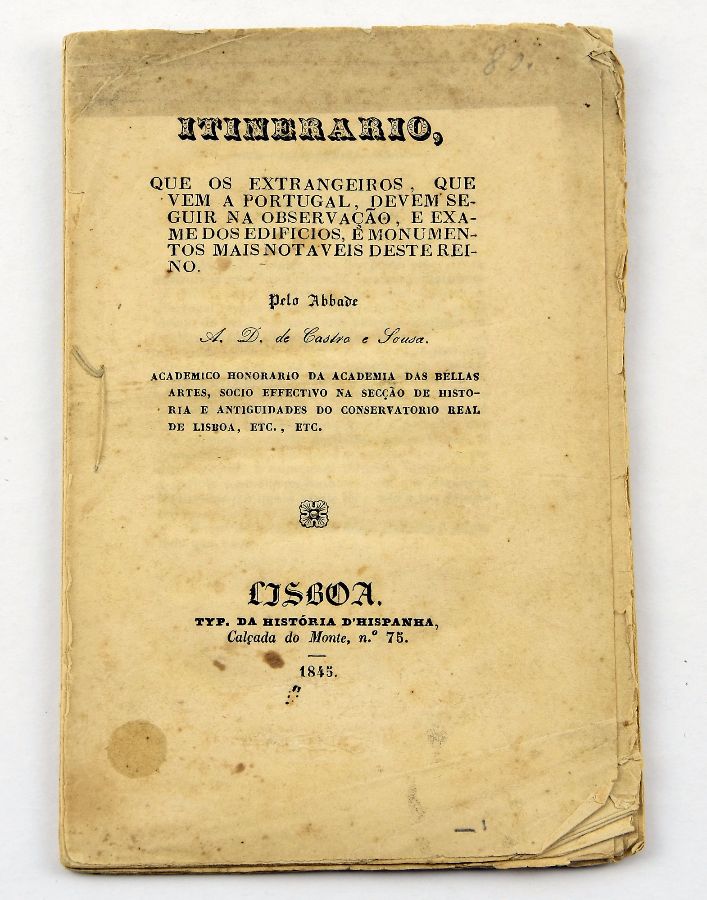 80.
ITINERARIO,
QUE OS EXTRANGEIROS, QUE
VEM A PORTUGAL, DEVEM SE-
GUIR NA OBSERVAÇÃO, E EXA-
ME DOS EDIFICIOS, E MONUMEN-
TOS MAIS NOTAVEIS DESTE REI-
NO.
Pelo Abbade
A. D. de Castro e Sousa.
ACADEMICO HONORARIO DA ACADEMIA DAS BELLAS
ARTES, SOCIO EFFECTIVO NA SECÇÃO DE HISTO-
RIA E ANTIGUIDADES DO CONSERVATORIO REAL
DE LISBOA, ETC., ETC.
LISBOA.
TYP. DA HISTÓRIA D'HISPANHA,
Calçada do Monte, n.º 75.
1845.